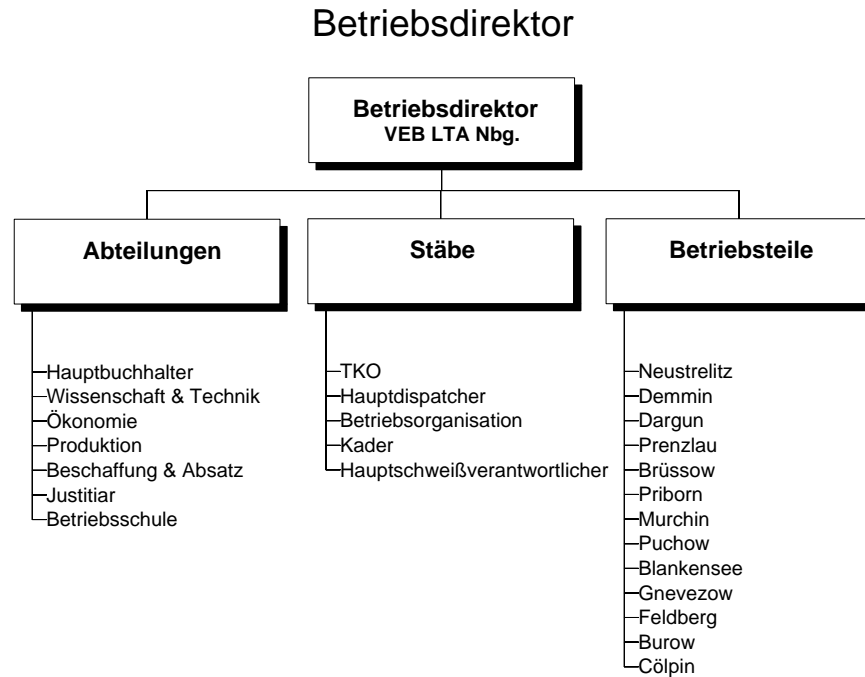 Betriebsdirektor
Betriebsdirektor
VEB LTA Nbg.
Abteilungen
Hauptbuchhalter
Wissenschaft & Technik
Ökonomie
Produktion
Beschaffung & Absatz
Justitiar
Betriebsschule
Stäbe
TKO
Hauptdispatcher
Betriebsorganisation
Kader
Hauptschweißverantwortlicher
Betriebsteile
Neustrelitz
Demmin
Dargun
Prenzlau
Brüssow
Priborn
Murchin
Puchow
Blankensee
Gnevezow
Feldberg
Burow
Cölpin